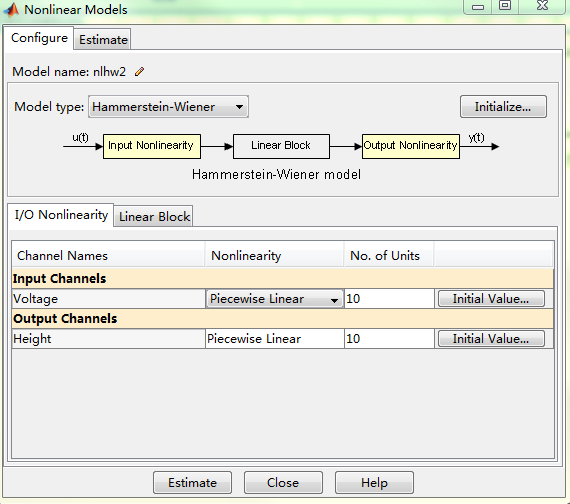 Nonlinear Models
Configure Estimate
Model name: nlhw2
Model type: Hammerstein-Wiener Initialize...
u(t) Input Nonlinearity Linear Block Output Nonlinearity y(t)
Hammerstein-Wiener model
I/O Nonlinearity Linear Block
Channel Names Nonlinearity No. of Units
Input Channels
Voltage Piecewise Linear 10 Initial Value...
Output Channels
Height Piecewise Linear 10 Initial Value...
Estimate Close Help